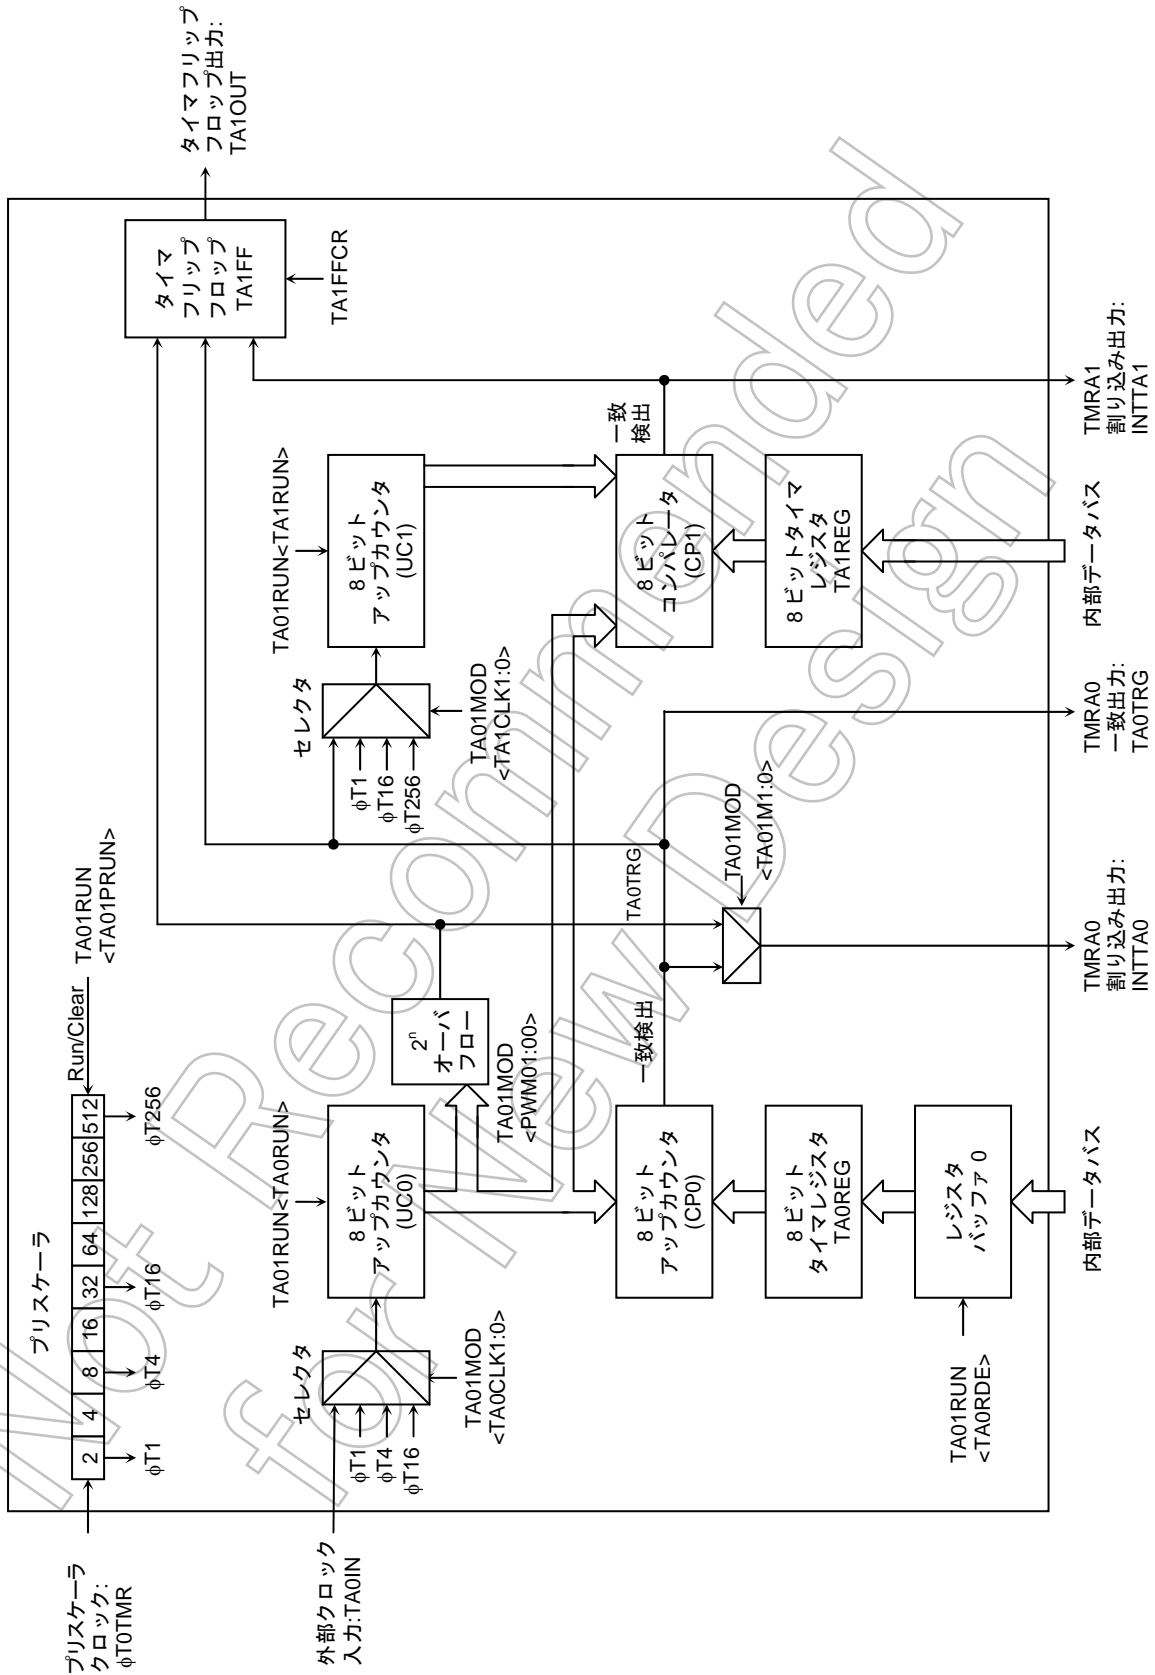 プリスケーラ
クロック:
φT0TMR
プリスケーラ
2
4
8
16
32
64
128
256
512
Run/Clear
TA01RUN
<TA01PRUN>
φT1
φT4
φT16
φT256
外部クロック
入力:TA0IN
φT1
φT4
φT16
セレクタ
TA01MOD
<TA0CLK1:0>
TA01RUN<TA0RUN>
8 ビット
アップカウンタ
(UC0)
2ⁿ
オーバ
フロー
TA01MOD
<PWM01:00>
セレクタ
φT1
φT16
φT256
TA01MOD
<TA1CLK1:0>
TA01RUN<TA1RUN>
8 ビット
アップカウンタ
(UC1)
タイマ
フリップ
フロップ
TA1FF
TA1FFCR
タイマフリップ
フロップ出力:
TA1OUT
8 ビット
アップカウンタ
(CP0)
一致検出
TA0TRG
TA01MOD
<TA01M1:0>
8 ビット
コンパレータ
(CP1)
一致
検出
8 ビット
タイマレジスタ
TA0REG
8 ビットタイマ
レジスタ
TA1REG
レジスタ
バッファ 0
TA01RUN
<TA0RDE>
内部データバス
TMRA0
割り込み出力:
INTTA0
TMRA0
一致出力:
TA0TRG
内部データバス
TMRA1
割り込み出力:
INTTA1
Not Recommended
for New Design